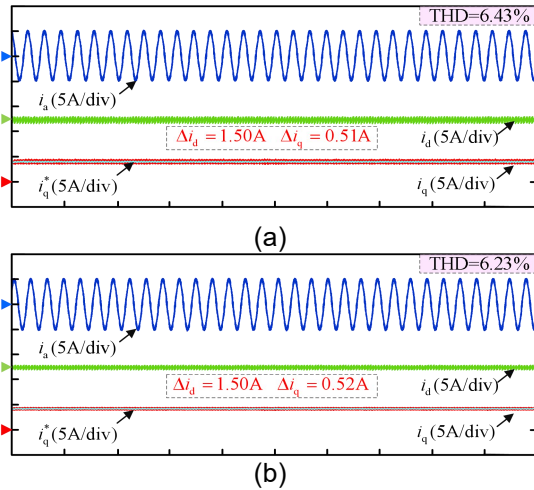 THD=6.43%
i_a (5A/div)
Δi_d = 1.50A Δi_q = 0.51A
i_d (5A/div)
i_q^* (5A/div)
i_q (5A/div)
(a)
THD=6.23%
i_a (5A/div)
Δi_d = 1.50A Δi_q = 0.52A
i_d (5A/div)
i_q^* (5A/div)
i_q (5A/div)
(b)